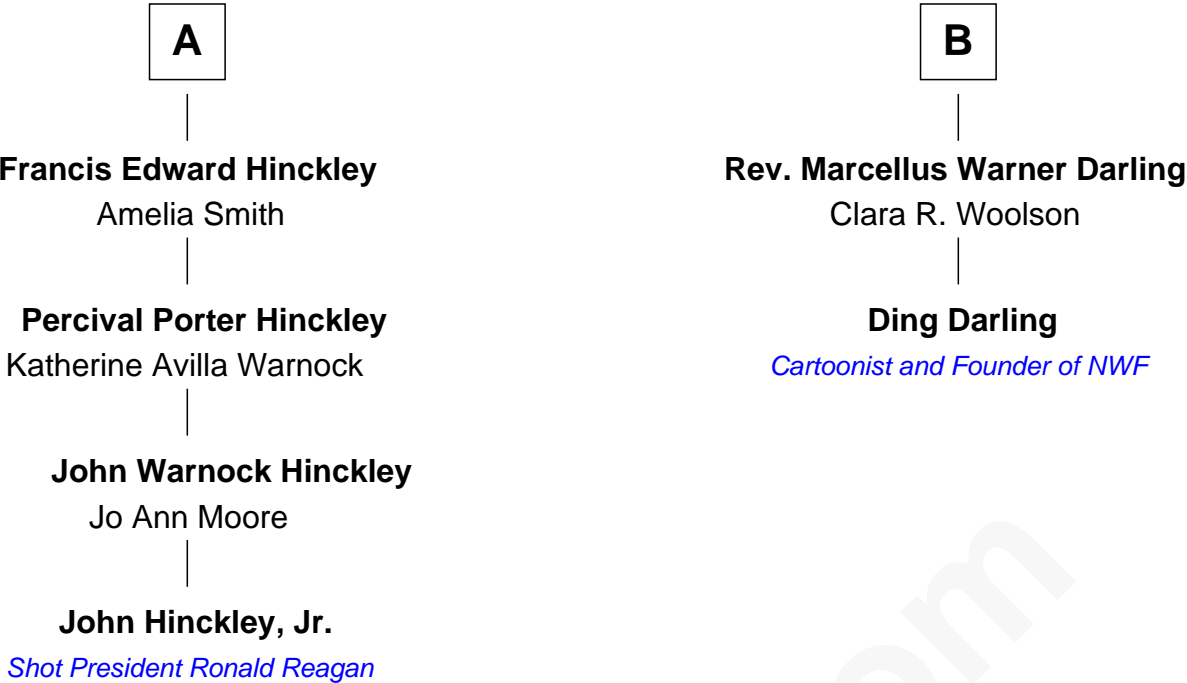 A
Francis Edward Hinckley
Amelia Smith
Percival Porter Hinckley
Katherine Avilla Warnock
John Warnock Hinckley
Jo Ann Moore
John Hinckley, Jr.
Shot President Ronald Reagan
B
Rev. Marcellus Warner Darling
Clara R. Woolson
Ding Darling
Cartoonist and Founder of NWF
om